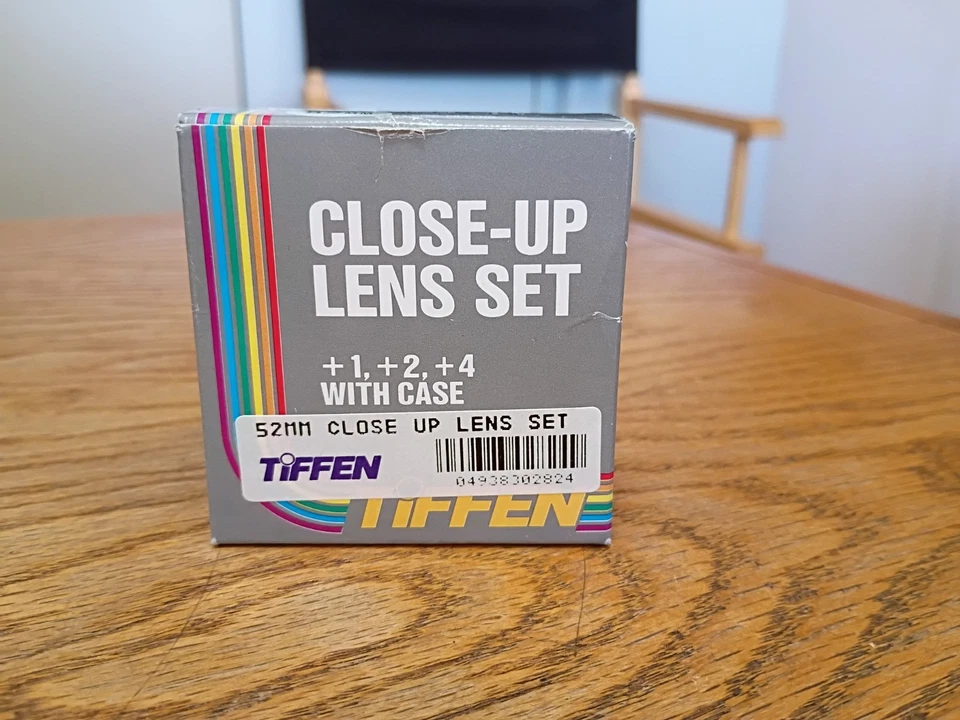 CLOSE-UP
LENS SET
+1, +2, +4
WITH CASE
52MM CLOSE UP LENS SET
TIFFEN
04938302824
TIFFEN